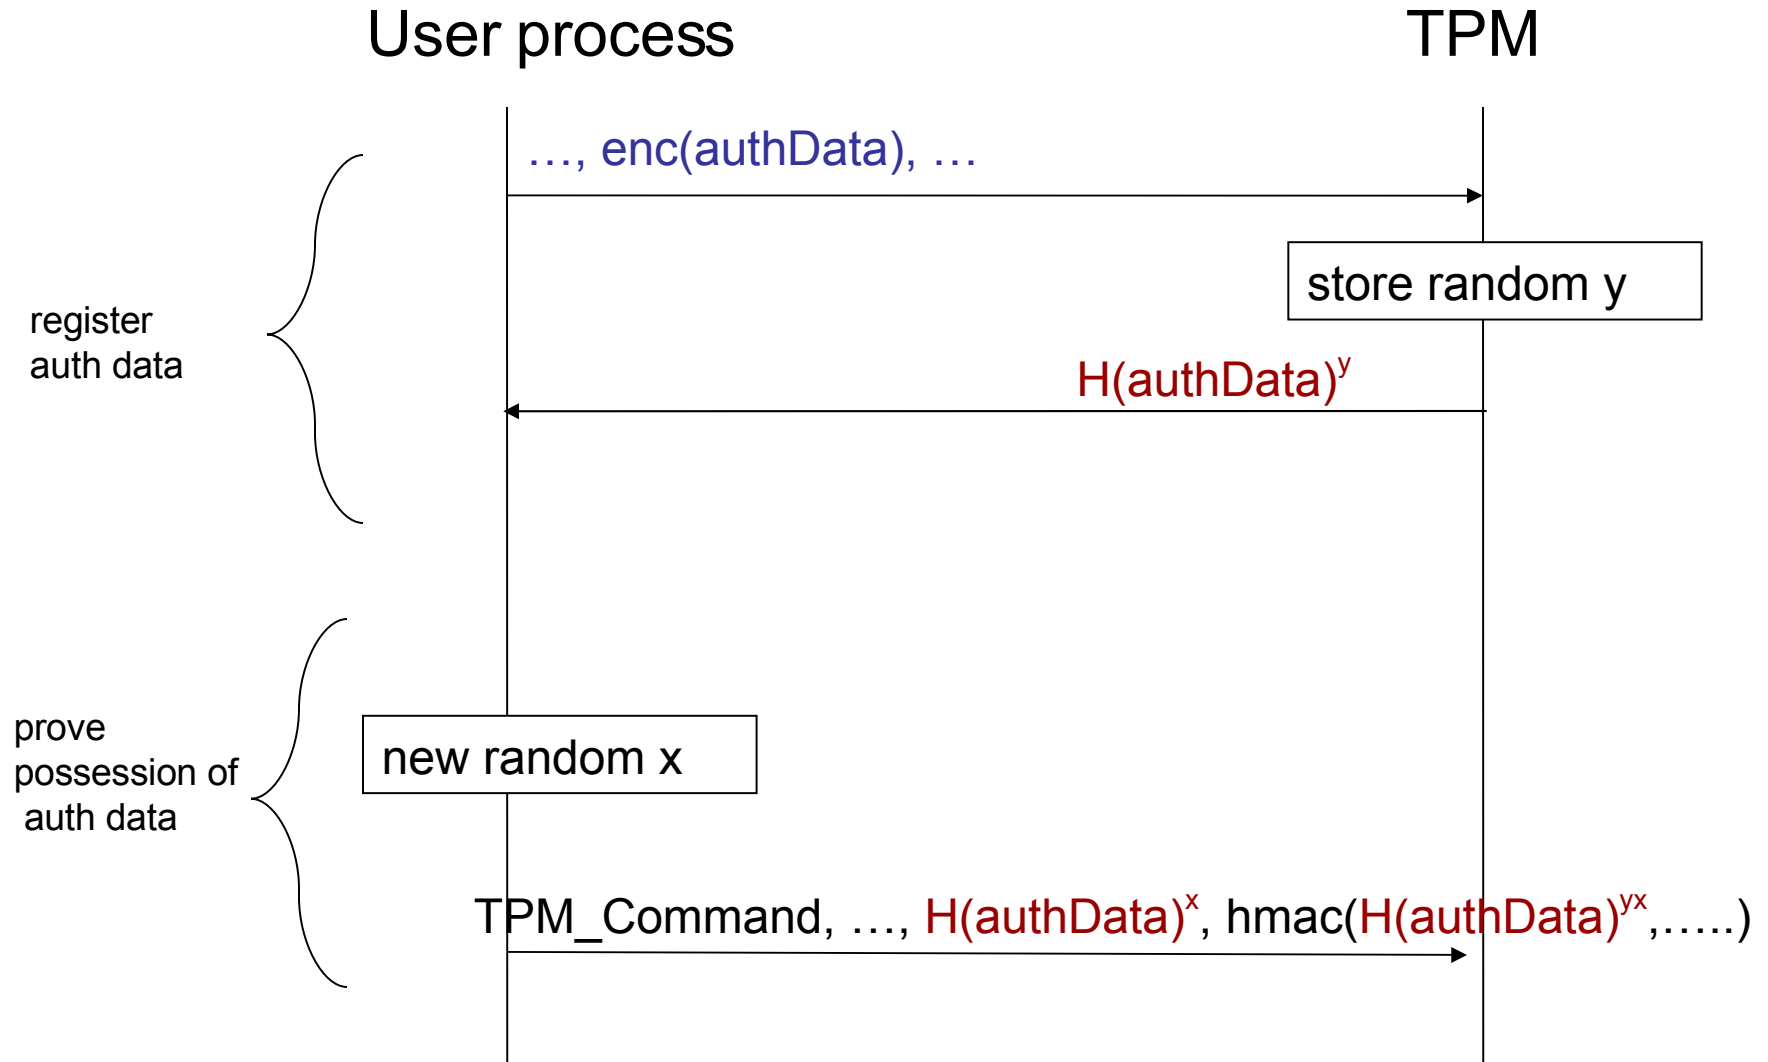 User process
TPM
…, enc(authData), …
store random y
register
auth data
H(authData)^y
new random x
prove
possession of
auth data
TPM_Command, …, H(authData)^x, hmac(H(authData)^yx,…..)